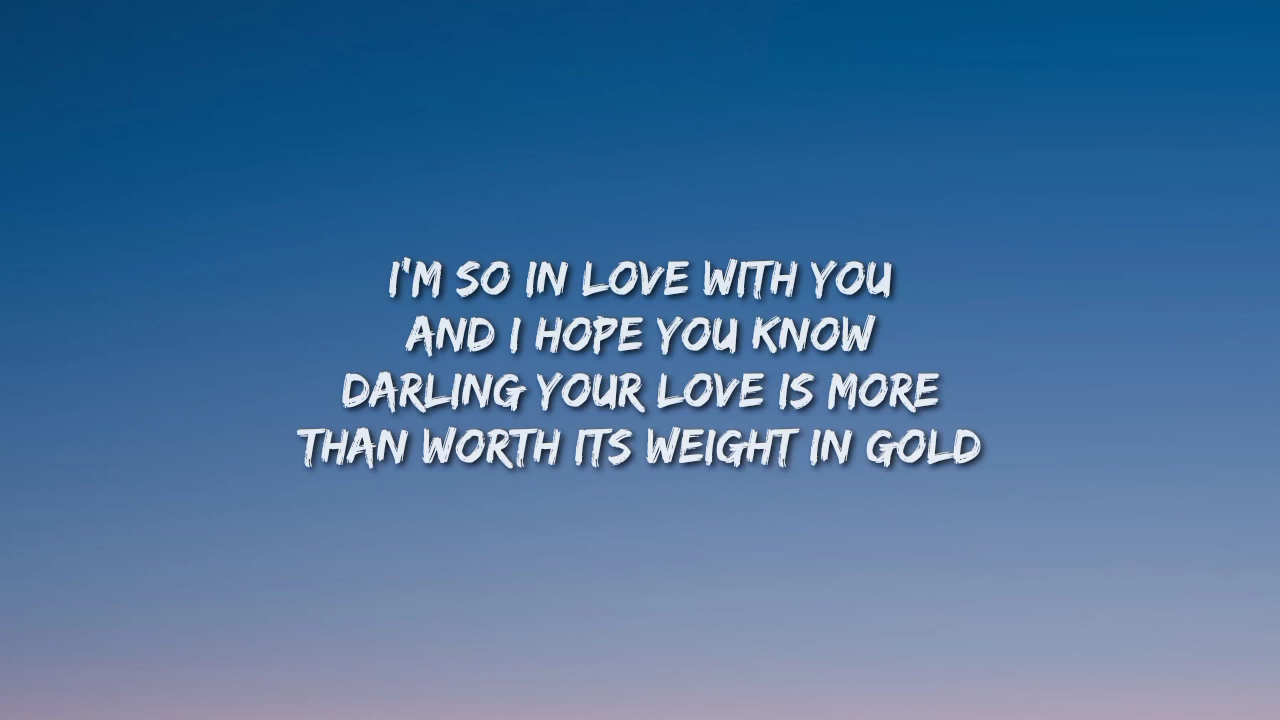 I'M SO IN LOVE WITH YOU
AND I HOPE YOU KNOW
DARLING YOUR LOVE IS MORE
THAN WORTH ITS WEIGHT IN GOLD